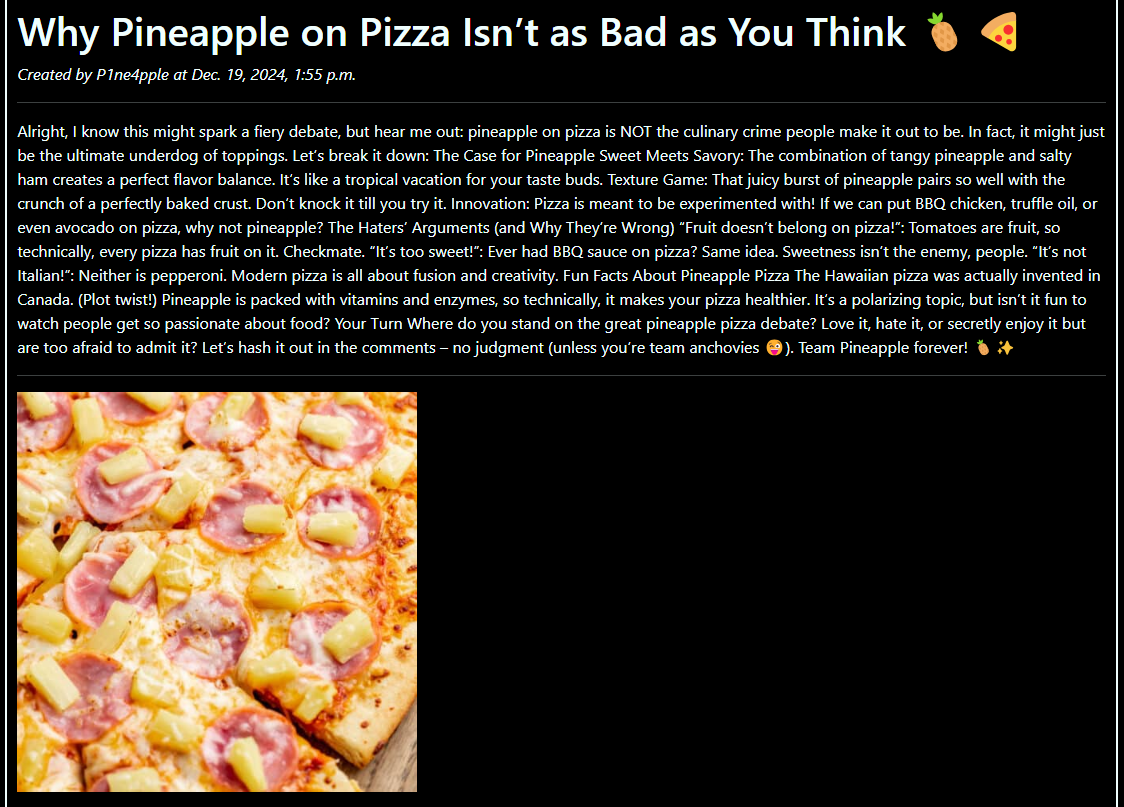 Why Pineapple on Pizza Isn’t as Bad as You Think 🍍 🍕
Created by P1ne4pple at Dec. 19, 2024, 1:55 p.m.
Alright, I know this might spark a fiery debate, but hear me out: pineapple on pizza is NOT the culinary crime people make it out to be. In fact, it might just
be the ultimate underdog of toppings. Let’s break it down: The Case for Pineapple Sweet Meets Savory: The combination of tangy pineapple and salty
ham creates a perfect flavor balance. It’s like a tropical vacation for your taste buds. Texture Game: That juicy burst of pineapple pairs so well with the
crunch of a perfectly baked crust. Don’t knock it till you try it. Innovation: Pizza is meant to be experimented with! If we can put BBQ chicken, truffle oil, or
even avocado on pizza, why not pineapple? The Haters’ Arguments (and Why They’re Wrong) “Fruit doesn’t belong on pizza!”: Tomatoes are fruit, so
technically, every pizza has fruit on it. Checkmate. “It’s too sweet!”: Ever had BBQ sauce on pizza? Same idea. Sweetness isn’t the enemy, people. “It’s not
Italian!”: Neither is pepperoni. Modern pizza is all about fusion and creativity. Fun Facts About Pineapple Pizza The Hawaiian pizza was actually invented in
Canada. (Plot twist!) Pineapple is packed with vitamins and enzymes, so technically, it makes your pizza healthier. It’s a polarizing topic, but isn’t it fun to
watch people get so passionate about food? Your Turn Where do you stand on the great pineapple pizza debate? Love it, hate it, or secretly enjoy it but
are too afraid to admit it? Let’s hash it out in the comments – no judgment (unless you’re team anchovies 😜). Team Pineapple forever! 🍍 ✨